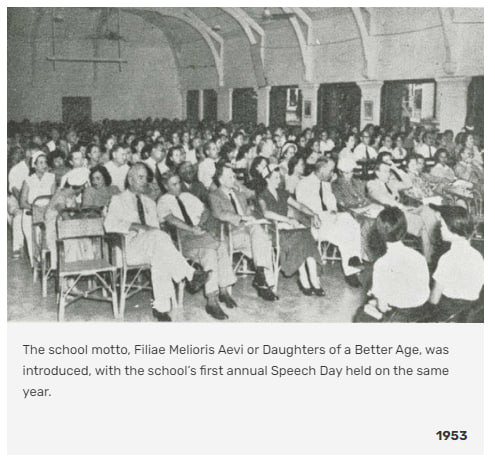 The school motto, Filiae Melioris Aevi or Daughters of a Better Age, was
introduced, with the school's first annual Speech Day held on the same
year.
1953